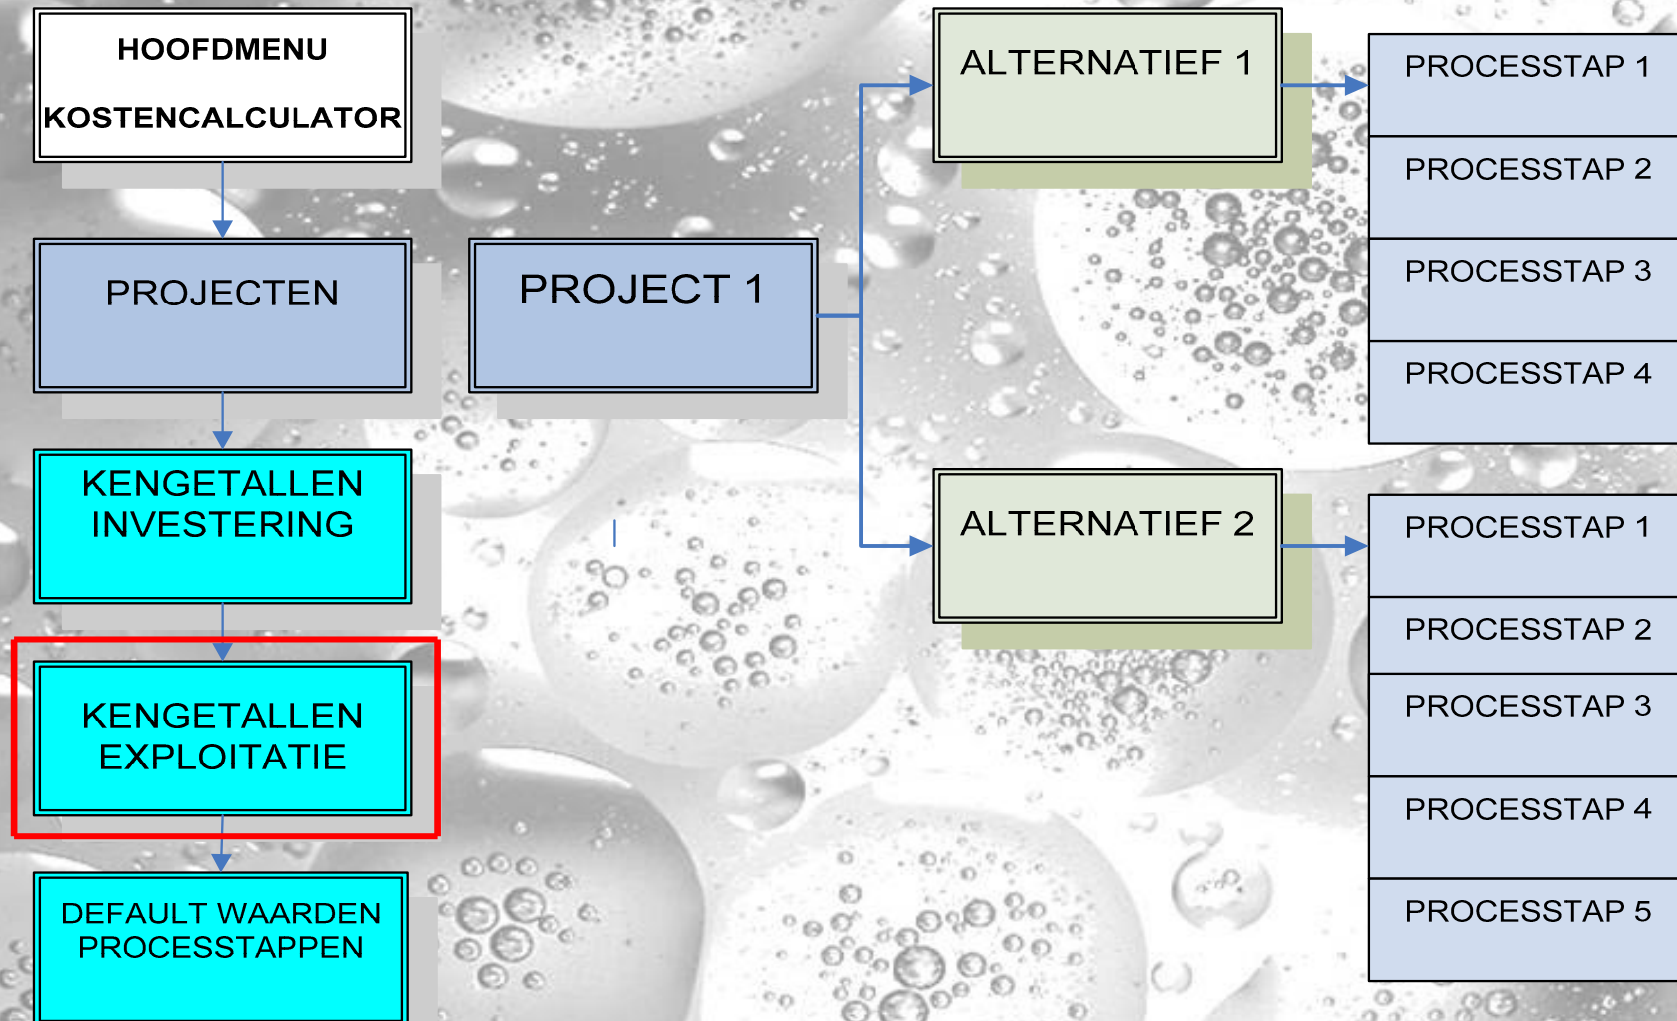 HOOFDMENU
KOSTENCALCULATOR
PROJECTEN
KENGETALLEN
INVESTERING
KENGETALLEN
EXPLOITATIE
DEFAULT WAARDEN
PROCESSTAPPEN
PROJECT 1
ALTERNATIEF 1
PROCESSTAP 1
PROCESSTAP 2
PROCESSTAP 3
PROCESSTAP 4
ALTERNATIEF 2
PROCESSTAP 1
PROCESSTAP 2
PROCESSTAP 3
PROCESSTAP 4
PROCESSTAP 5